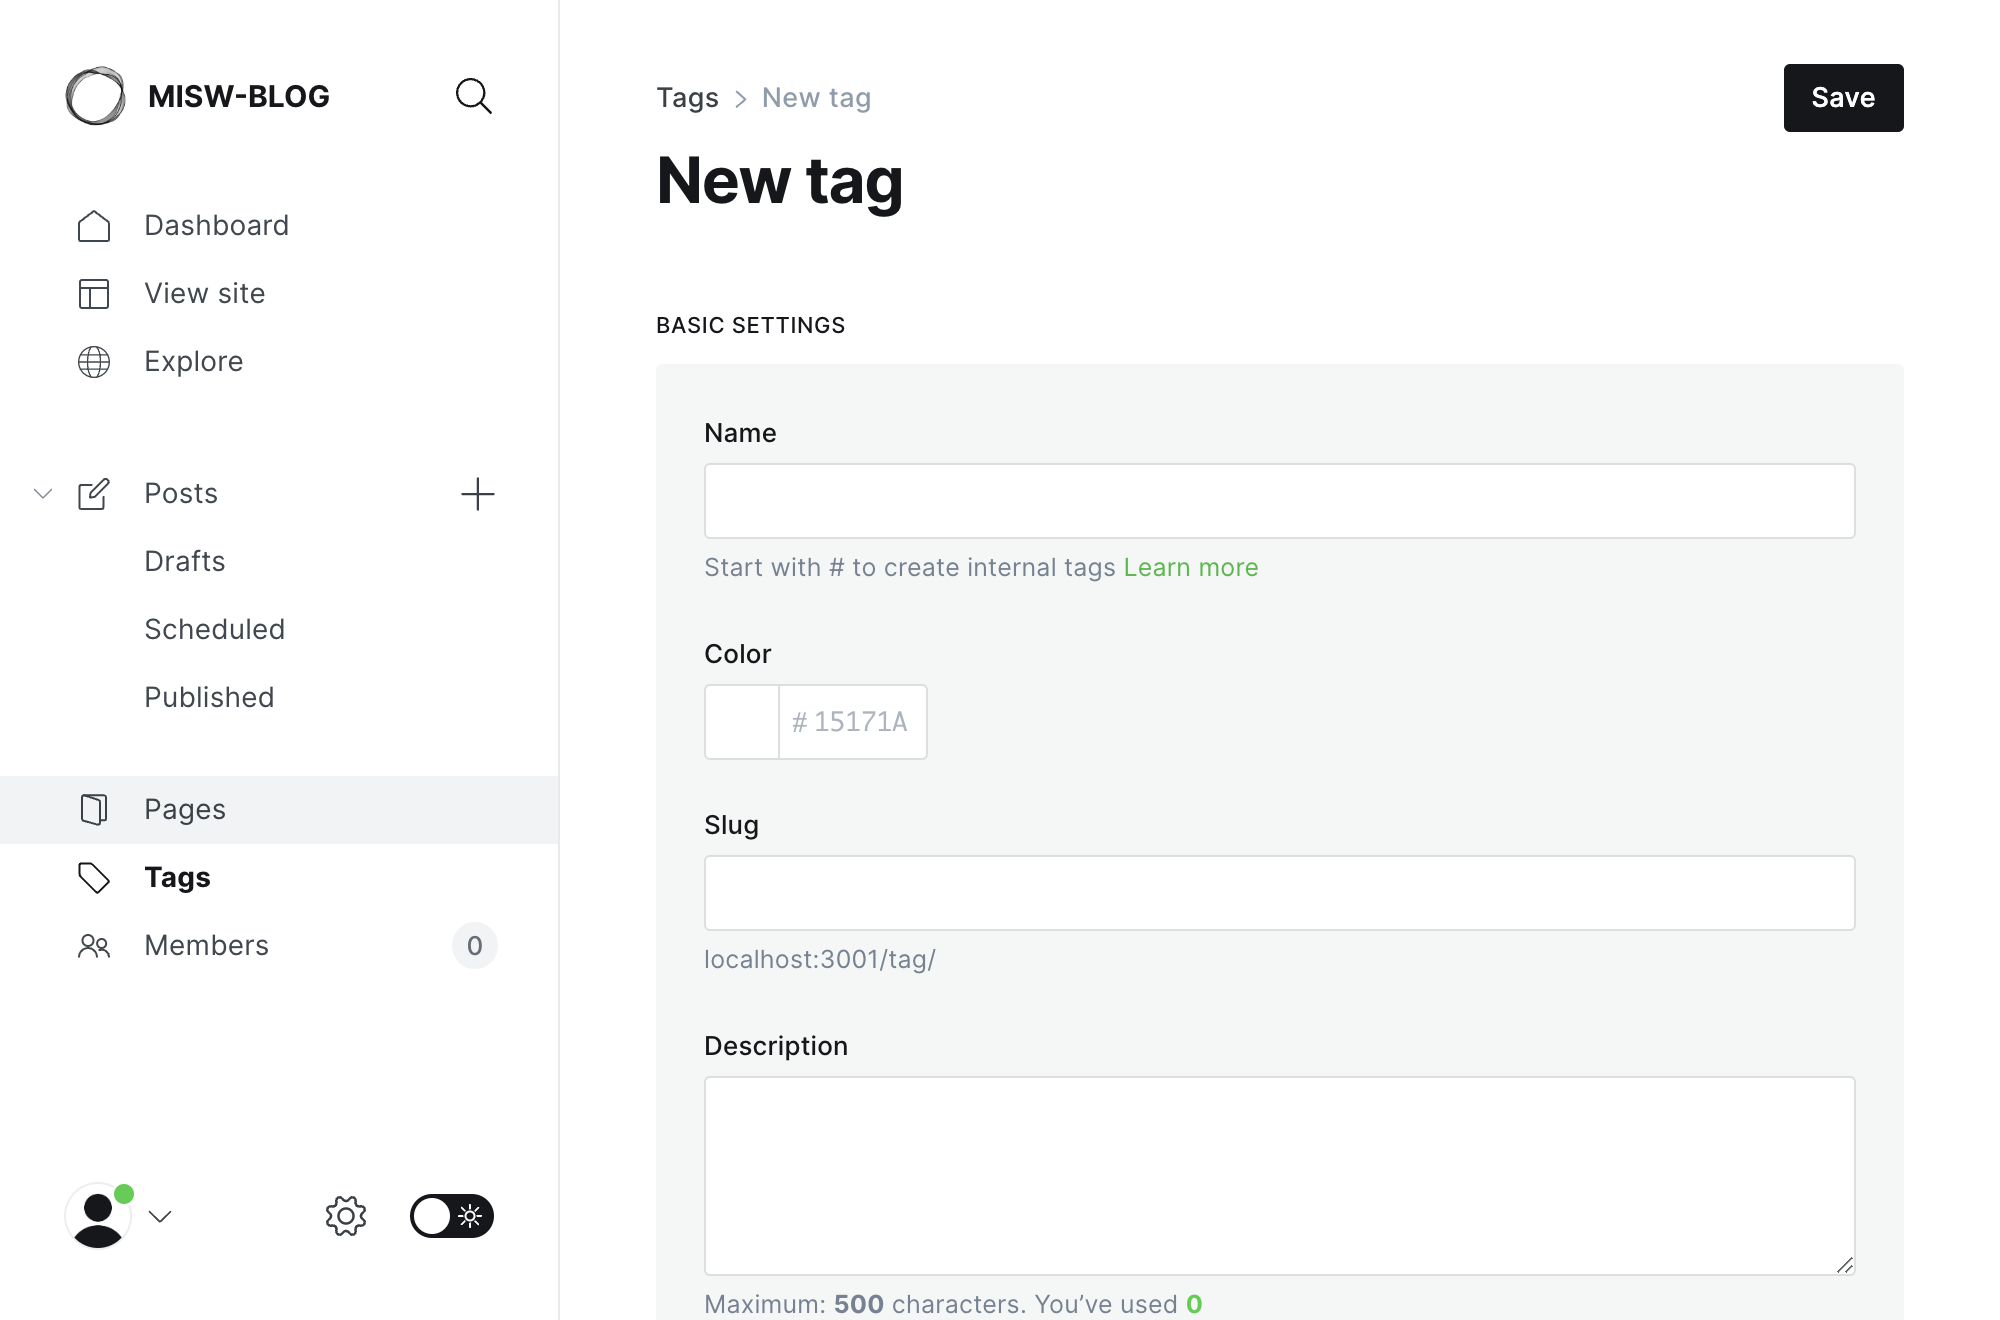 MISW-BLOG
Dashboard
View site
Explore
Posts
Drafts
Scheduled
Published
Pages
Tags
Members 0
Tags > New tag
Save
New tag
BASIC SETTINGS
Name
Start with # to create internal tags Learn more
Color
# 15171A
Slug
localhost:3001/tag/
Description
Maximum: 500 characters. You’ve used 0